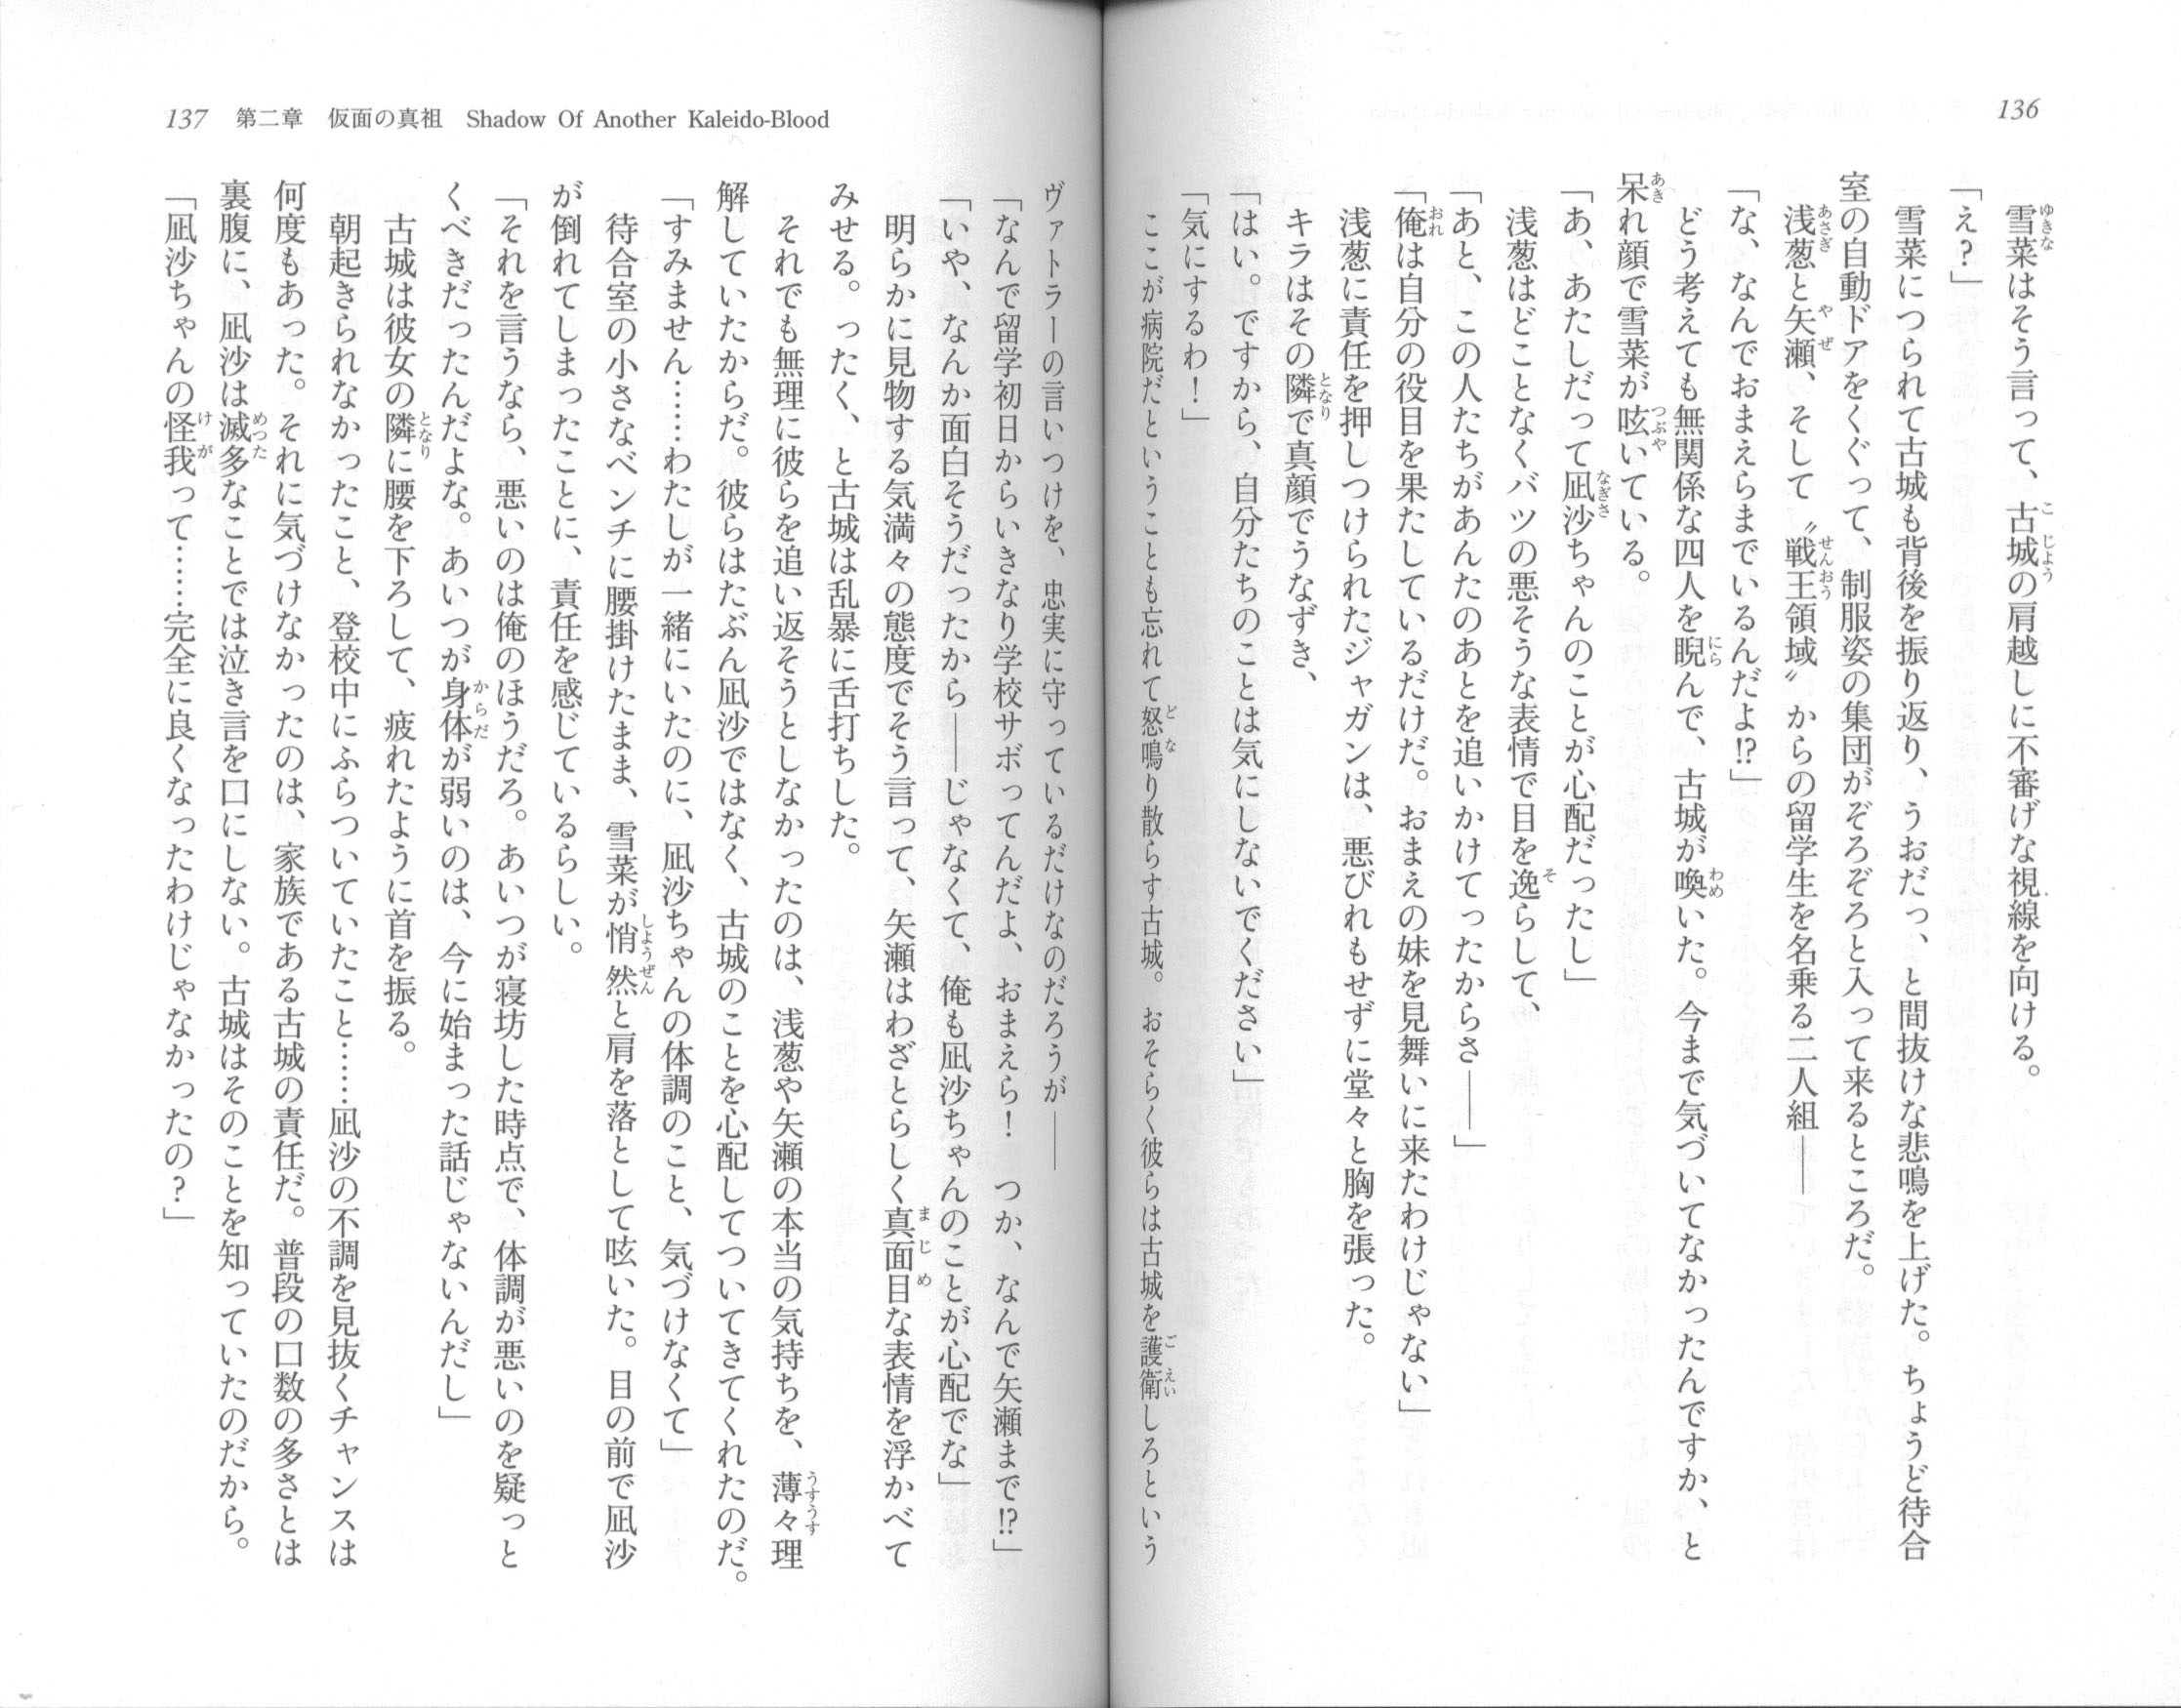 136
雪菜はそう言って、古城の肩越しに不審げな視線を向ける。
「え？」
雪菜につられて古城も背後を振り返り、うおだっ、と間抜けな悲鳴を上げた。ちょうど待合
室の自動ドアをくぐって、制服姿の集団がぞろぞろと入って来るところだ。
浅葱と矢瀬、そして〝戦王領域〟からの留学生を名乗る二人組――
「な、なんでおまえらまでいるんだよ!?」
どう考えても無関係な四人を睨んで、古城が喚いた。今まで気づいてなかったんですか、と
呆れ顔で雪菜が呟いている。
「あ、あたしだって凪沙ちゃんのことが心配だったし」
浅葱はどことなくバツの悪そうな表情で目を逸らして、
「あと、この人たちがあんたのあとを追いかけてったからさ――」
「俺は自分の役目を果たしているだけだ。おまえの妹を見舞いに来たわけじゃない」
浅葱に責任を押しつけられたジャガンは、悪びれもせずに堂々と胸を張った。
キラはその隣で真顔でうなずき、
「はい。ですから、自分たちのことは気にしないでください」
「気にするわ！」
ここが病院だということも忘れて怒鳴り散らす古城。おそらく彼らは古城を護衛しろという
137 第二章 仮面の真祖 Shadow Of Another Kaleido-Blood
ヴァトラーの言いつけを、忠実に守っているだけなのだろうが――
「なんで留学初日からいきなり学校サボってんだよ、おまえら！ つか、なんで矢瀬まで!?」
「いや、なんか面白そうだったから――じゃなくて、俺も凪沙ちゃんのことが心配でな」
明らかに見物する気満々の態度でそう言って、矢瀬はわざとらしく真面目な表情を浮かべて
みせる。ったく、と古城は乱暴に舌打ちした。
それでも無理に彼らを追い返そうとしなかったのは、浅葱や矢瀬の本当の気持ちを、薄々理
解していたからだ。彼らはたぶん凪沙ではなく、古城のことを心配してついてきてくれたのだ。
「すみません……わたしが一緒にいたのに、凪沙ちゃんの体調のこと、気づけなくて」
待合室の小さなベンチに腰掛けたまま、雪菜が悄然と肩を落として呟いた。目の前で凪沙
が倒れてしまったことに、責任を感じているらしい。
「それを言うなら、悪いのは俺のほうだろ。あいつが寝坊した時点で、体調が悪いのを疑っと
くべきだったんだよな。あいつが身体が弱いのは、今に始まった話じゃないんだし」
古城は彼女の隣に腰を下ろして、疲れたように首を振る。
朝起きられなかったこと、登校中にふらついていたこと……凪沙の不調を見抜くチャンスは
何度もあった。それに気づけなかったのは、家族である古城の責任だ。普段の口数の多さとは
裏腹に、凪沙は滅多なことでは泣き言を口にしない。古城はそのことを知っていたのだから。
「凪沙ちゃんの怪我って……完全に良くなったわけじゃなかったの？」